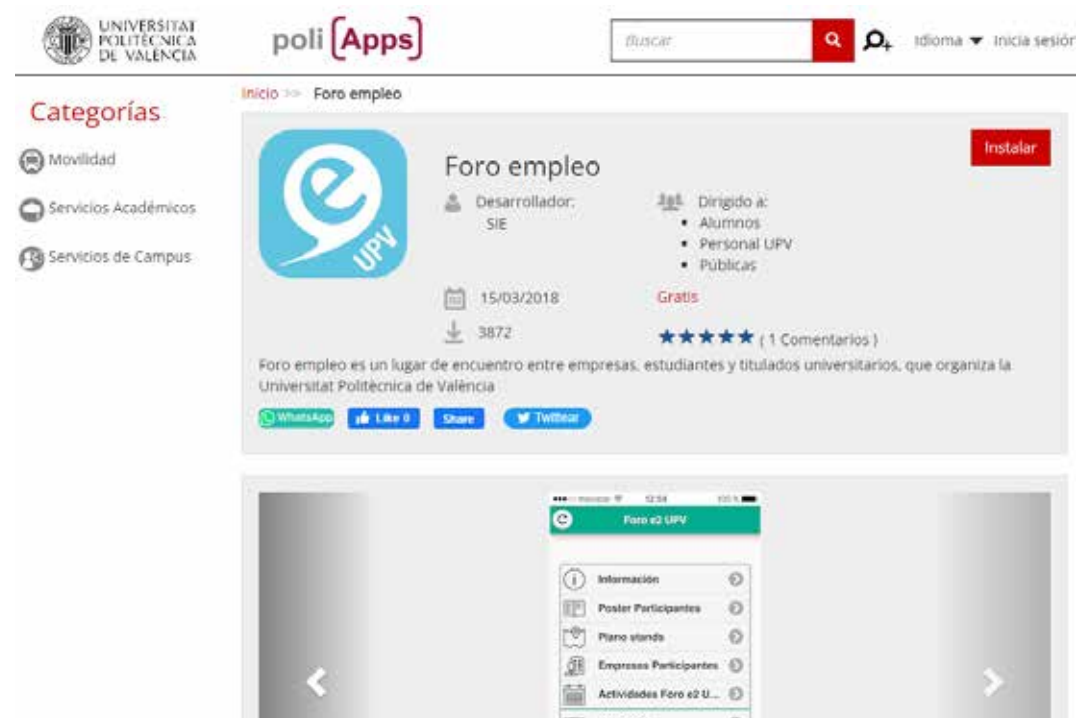 UNIVERSITAT
POLITÈCNICA
DE VALÈNCIA
poli [Apps]
Buscar
Idioma
Inicia sesión
Categorías
Movilidad
Servicios Académicos
Servicios de Campus
Inicio >> Foro empleo
e
UPV
Foro empleo
Instalar
Desarrollador:
SIE
Dirigido a:
• Alumnos
• Personal UPV
• Públicas
15/03/2018
Gratis
3872
( 1 Comentarios )
Foro empleo es un lugar de encuentro entre empresas, estudiantes y titulados universitarios, que organiza la
Universitat Politècnica de València
WhatsApp
Like 0
Share
Twittear
12:54
100 %
Foro e2 UPV
Información
Poster Participantes
Plano stands
Empresas Participantes
Actividades Foro e2 U...